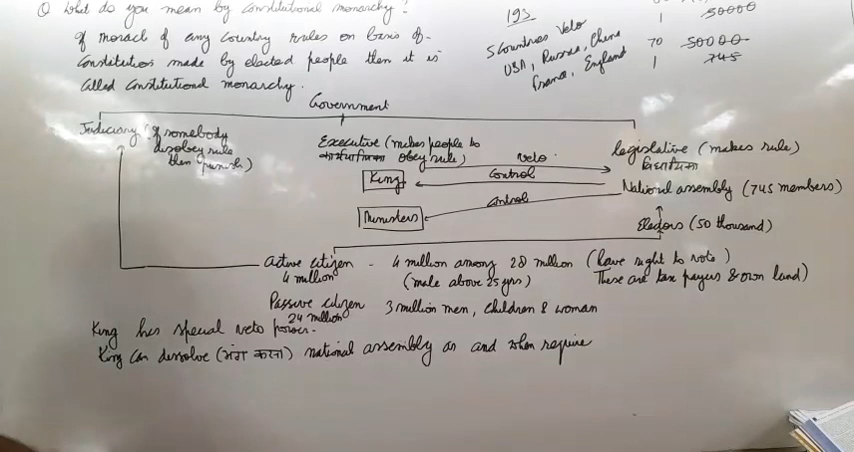 Q What do you mean by constitutional monarchy?
If morach of any country rules on basis of
Constitution made by elected people then it is
called Constitutional monarchy.
193
5 Countries Veto
USA, Russia, China
France, England
1 50000
70 50000
1 745
Government
Judiciary (if somebody
disobey rule
then punish)
Executive (makes people to
कार्यपालिका obey rule)
legislative (makes rule)
विधायिका
Veto
King
Control
National assembly (745 members)
Ministers
Control
Electors (50 thousand)
Active citizen - 4 million among 28 million (have right to vote)
4 million (male above 25 yrs) These are tax payers & own land)
Passive citizen 3 million men, children & woman
24 million
King has special veto power.
King can dessolve (भंग करना) national assembly as and when require